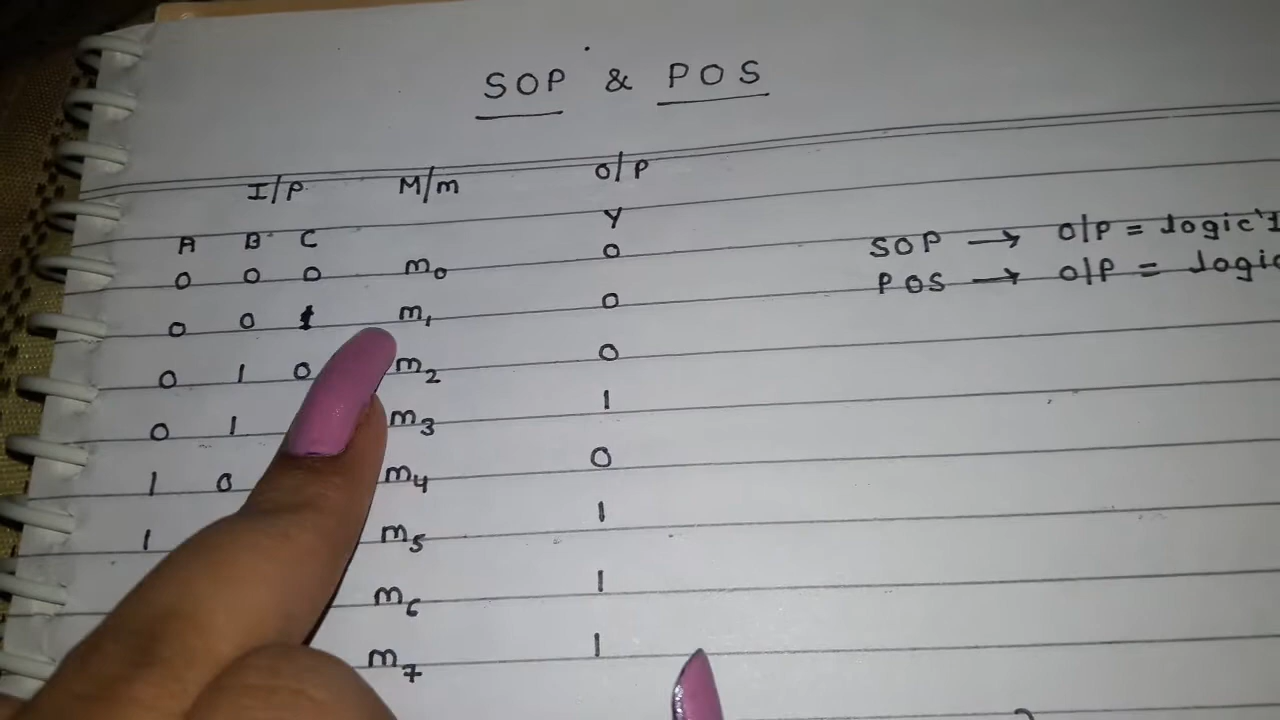 SOP & POS
I/P M/m O/P
Y
A B C
0 0 0 m0 0
0 0 1 m1 0
0 1 0 m2 0
0 1 m3 1
1 0 m4 0
1 m5 1
m6 1
m7 1
SOP → O/P = logic'1
POS → O/P = logic